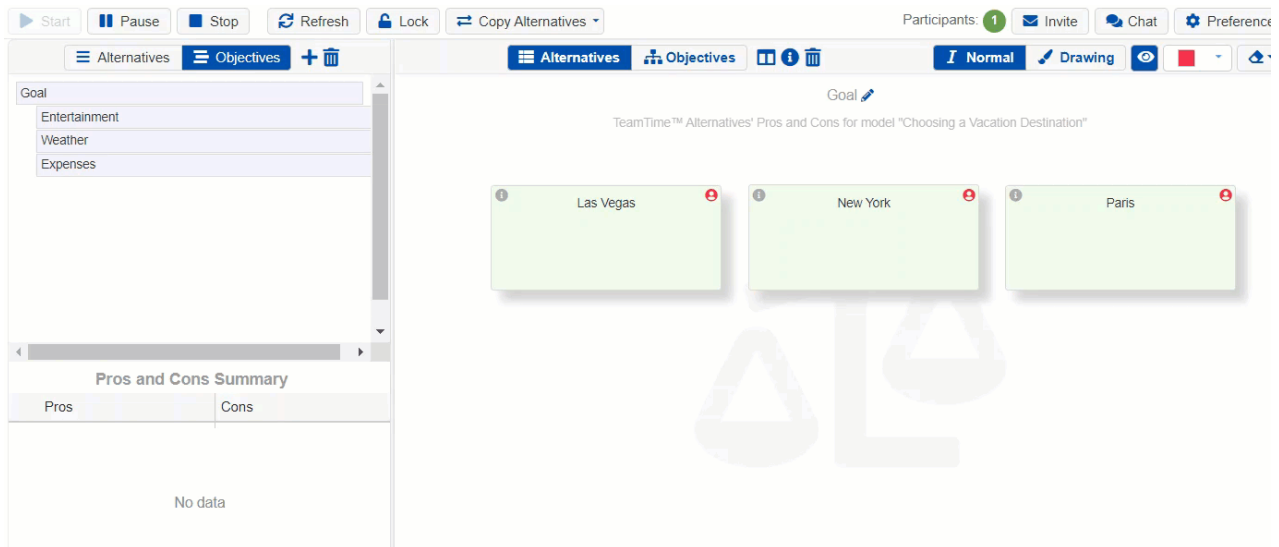 Start Pause Stop Refresh Lock Copy Alternatives Participants: 1 Invite Chat Preference
Alternatives Objectives
Alternatives Objectives Normal Drawing
Goal
Entertainment
Weather
Expenses
Goal
TeamTime™ Alternatives' Pros and Cons for model "Choosing a Vacation Destination"
Las Vegas
New York
Paris
Pros and Cons Summary
Pros Cons
No data